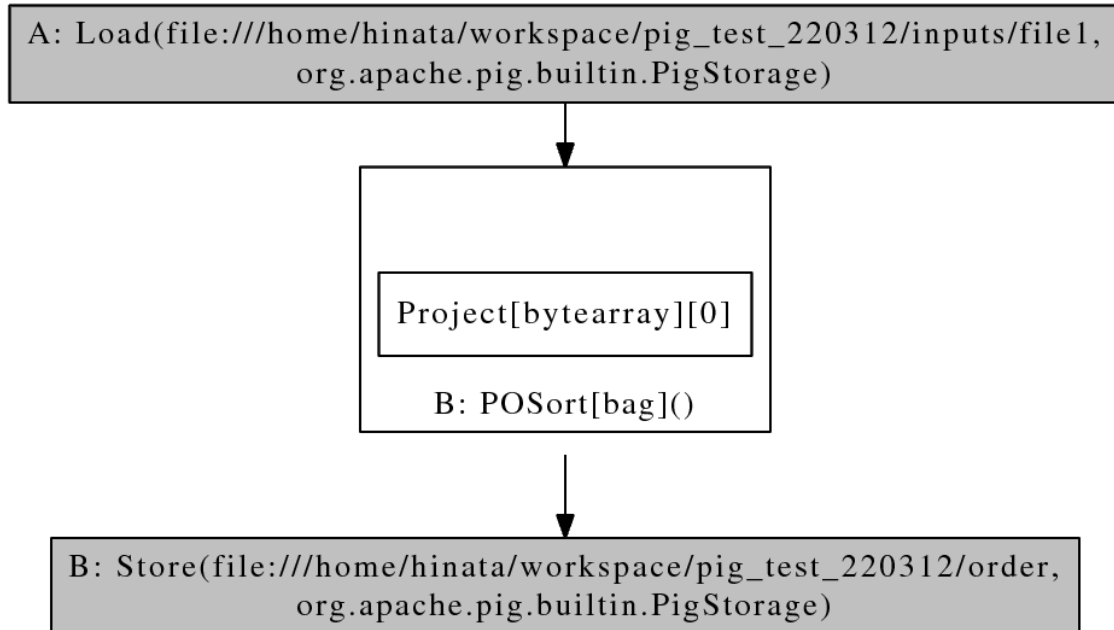 A: Load(file:///home/hinata/workspace/pig_test_220312/inputs/file1,
org.apache.pig.builtin.PigStorage)
Project[bytearray][0]
B: POSort[bag]()
B: Store(file:///home/hinata/workspace/pig_test_220312/order,
org.apache.pig.builtin.PigStorage)